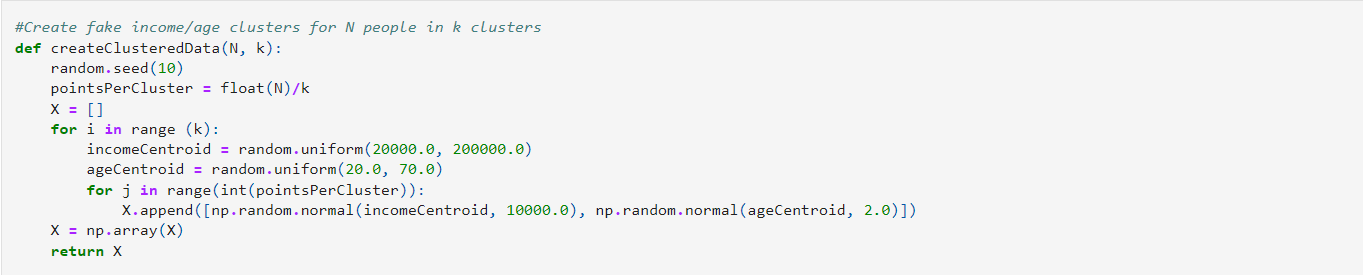 #Create fake income/age clusters for N people in k clusters
def createClusteredData(N, k):
    random.seed(10)
    pointsPerCluster = float(N)/k
    X = []
    for i in range (k):
        incomeCentroid = random.uniform(20000.0, 200000.0)
        ageCentroid = random.uniform(20.0, 70.0)
        for j in range(int(pointsPerCluster)):
            X.append([np.random.normal(incomeCentroid, 10000.0), np.random.normal(ageCentroid, 2.0)])
    X = np.array(X)
    return X